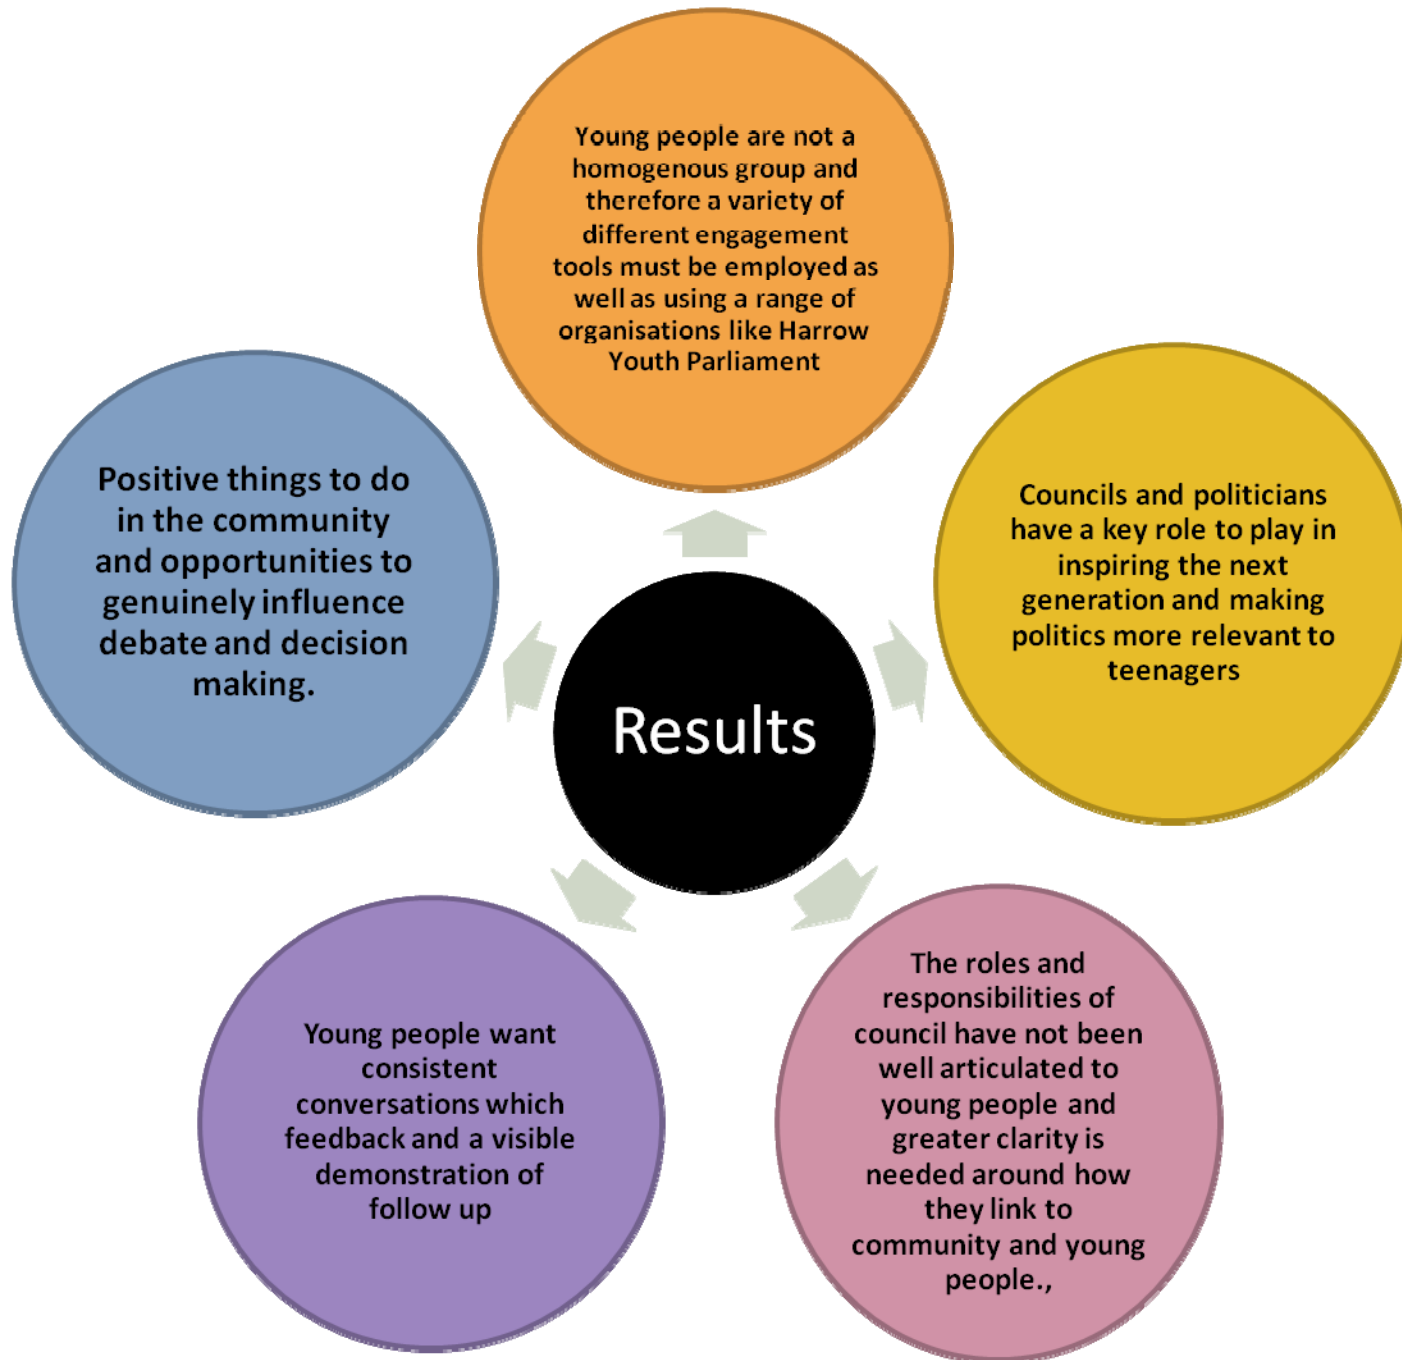 Young people are not a
homogenous group and
therefore a variety of
different engagement
tools must be employed as
well as using a range of
organisations like Harrow
Youth Parliament
Councils and politicians
have a key role to play in
inspiring the next
generation and making
politics more relevant to
teenagers
The roles and
responsibilities of
council have not been
well articulated to
young people and
greater clarity is
needed around how
they link to
community and young
people.,
Young people want
consistent
conversations which
feedback and a visible
demonstration of
follow up
Positive things to do
in the community
and opportunities to
genuinely influence
debate and decision
making.
Results